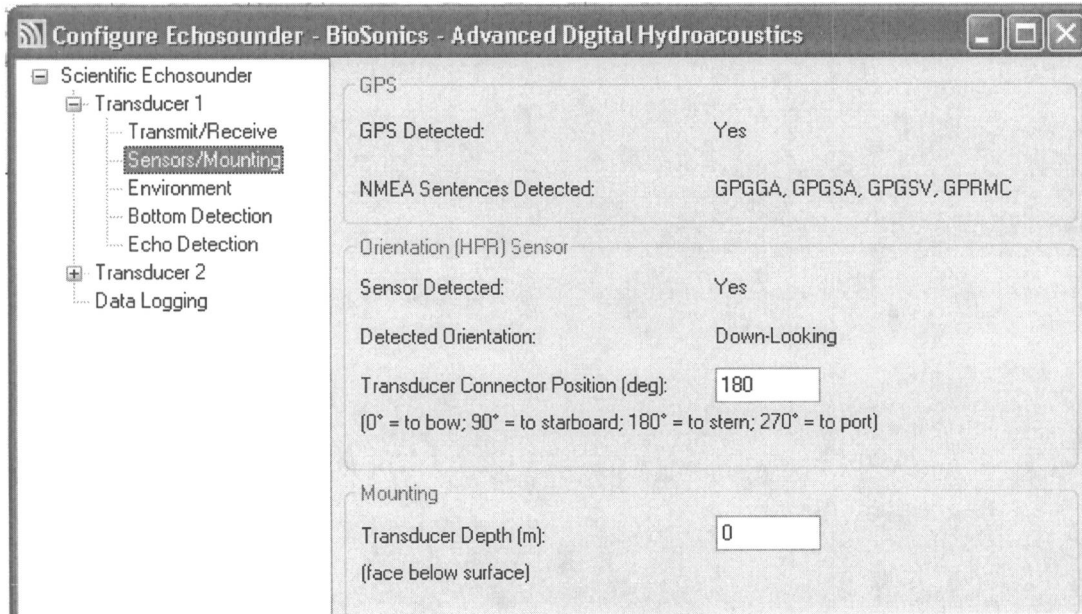 Configure Echosounder - BioSonics - Advanced Digital Hydroacoustics
Scientific Echosounder
Transducer 1
Transmit/Receive
Sensors/Mounting
Environment
Bottom Detection
Echo Detection
Transducer 2
Data Logging
GPS
GPS Detected: Yes
NMEA Sentences Detected: GPGGA, GPGSA, GPGSV, GPRMC
Orientation (HPR) Sensor
Sensor Detected: Yes
Detected Orientation: Down-Looking
Transducer Connector Position (deg): 180
(0° = to bow; 90° = to starboard; 180° = to stern; 270° = to port)
Mounting
Transducer Depth (m): 0
(face below surface)